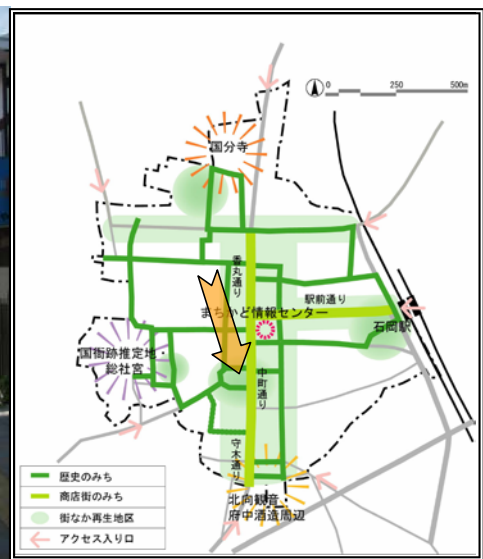 0 250 500m
国分寺
香丸通り
駅前通り
まちかど情報センター
石岡駅
国衙跡推定地・
総社宮
中町通り
守木通り
北向観音
府中酒造周辺
歴史のみち
商店街のみち
街なか再生地区
アクセス入り口